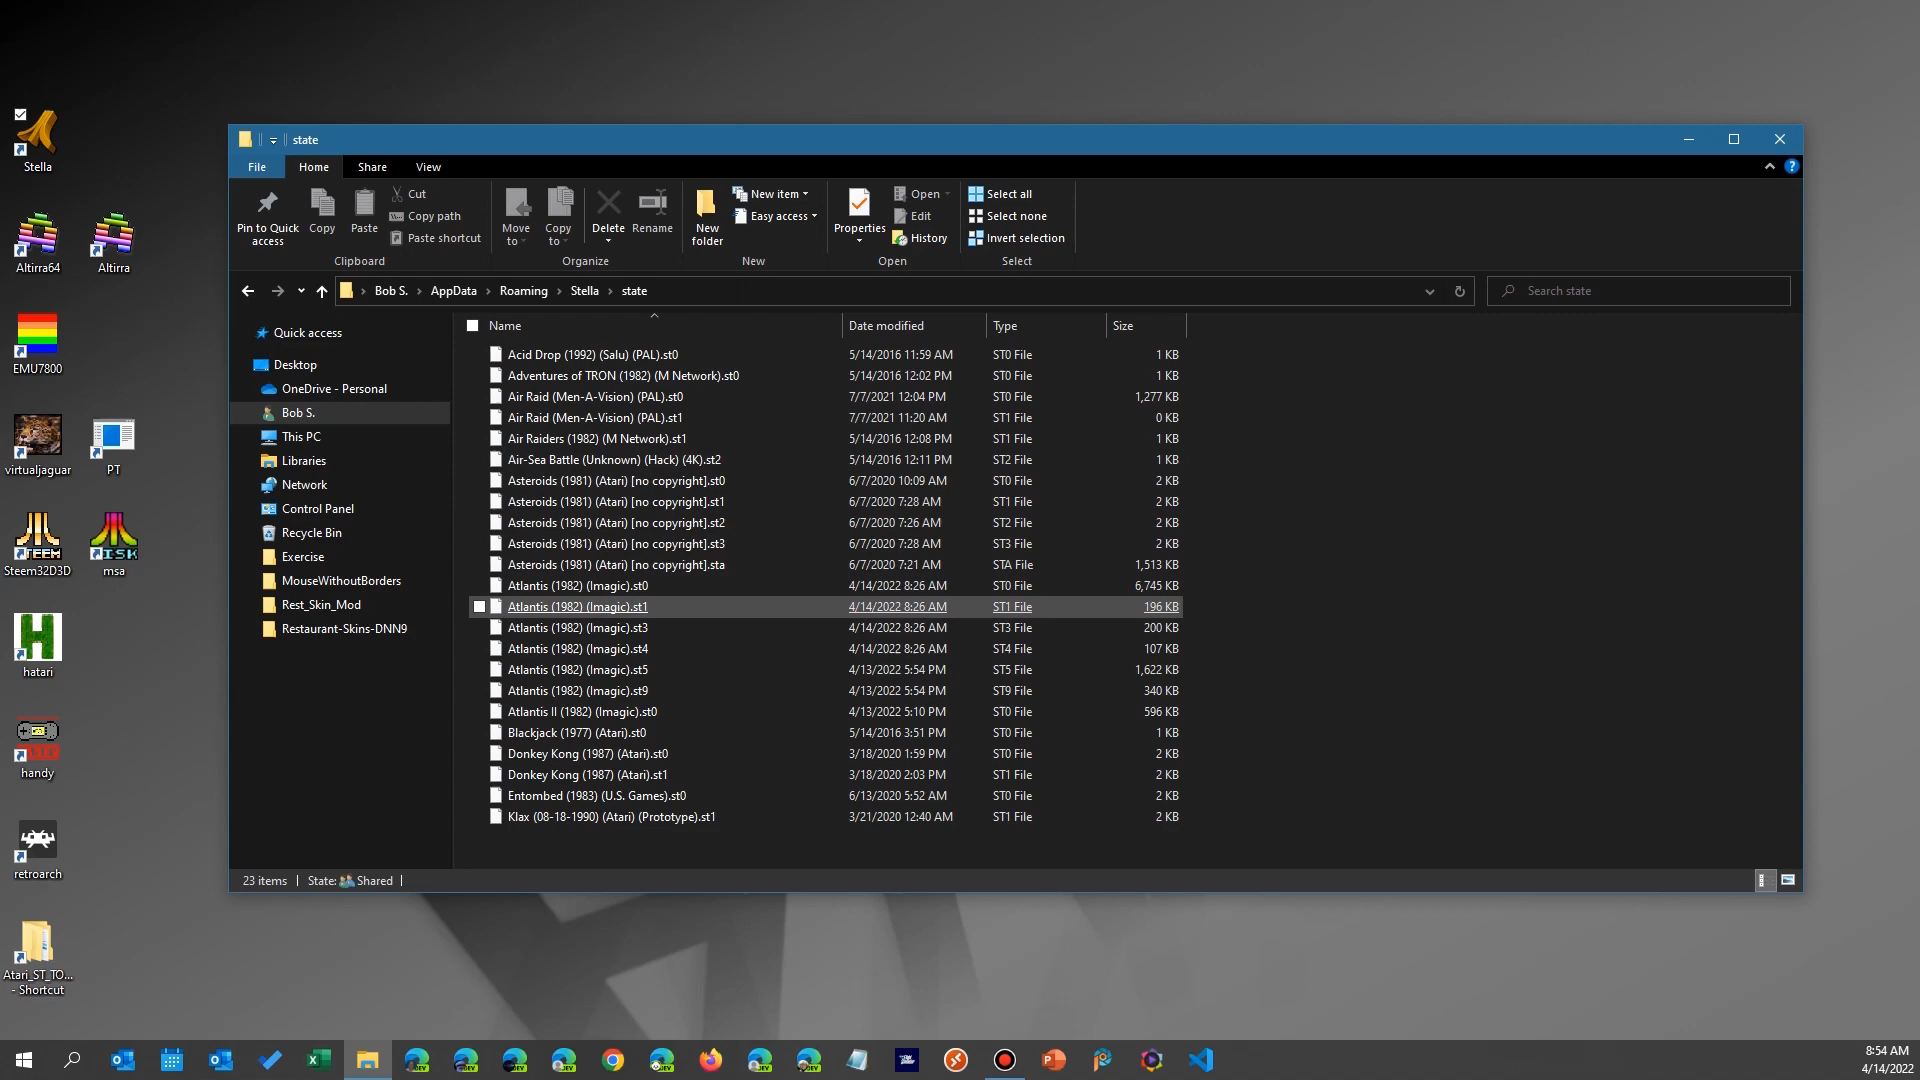 state
File Home Share View
Pin to Quick access
Copy
Paste
Cut
Copy path
Paste shortcut
Clipboard
Move to
Copy to
Delete
Rename
Organize
New folder
New item
Easy access
New
Properties
Open
Edit
History
Open
Select all
Select none
Invert selection
Select
Bob S. › AppData › Roaming › Stella › state
Search state
Quick access
Desktop
OneDrive - Personal
Bob S.
This PC
Libraries
Network
Control Panel
Recycle Bin
Exercise
MouseWithoutBorders
Rest_Skin_Mod
Restaurant-Skins-DNN9
Name Date modified Type Size
Acid Drop (1992) (Salu) (PAL).st0 5/14/2016 11:59 AM ST0 File 1 KB
Adventures of TRON (1982) (M Network).st0 5/14/2016 12:02 PM ST0 File 1 KB
Air Raid (Men-A-Vision) (PAL).st0 7/7/2021 12:04 PM ST0 File 1,277 KB
Air Raid (Men-A-Vision) (PAL).st1 7/7/2021 11:20 AM ST1 File 0 KB
Air Raiders (1982) (M Network).st1 5/14/2016 12:08 PM ST1 File 1 KB
Air-Sea Battle (Unknown) (Hack) (4K).st2 5/14/2016 12:11 PM ST2 File 1 KB
Asteroids (1981) (Atari) [no copyright].st0 6/7/2020 10:09 AM ST0 File 2 KB
Asteroids (1981) (Atari) [no copyright].st1 6/7/2020 7:28 AM ST1 File 2 KB
Asteroids (1981) (Atari) [no copyright].st2 6/7/2020 7:26 AM ST2 File 2 KB
Asteroids (1981) (Atari) [no copyright].st3 6/7/2020 7:28 AM ST3 File 2 KB
Asteroids (1981) (Atari) [no copyright].sta 6/7/2020 7:21 AM STA File 1,513 KB
Atlantis (1982) (Imagic).st0 4/14/2022 8:26 AM ST0 File 6,745 KB
Atlantis (1982) (Imagic).st1 4/14/2022 8:26 AM ST1 File 196 KB
Atlantis (1982) (Imagic).st3 4/14/2022 8:26 AM ST3 File 200 KB
Atlantis (1982) (Imagic).st4 4/14/2022 8:26 AM ST4 File 107 KB
Atlantis (1982) (Imagic).st5 4/13/2022 5:54 PM ST5 File 1,622 KB
Atlantis (1982) (Imagic).st9 4/13/2022 5:54 PM ST9 File 340 KB
Atlantis II (1982) (Imagic).st0 4/13/2022 5:10 PM ST0 File 596 KB
Blackjack (1977) (Atari).st0 5/14/2016 3:51 PM ST0 File 1 KB
Donkey Kong (1987) (Atari).st0 3/18/2020 1:59 PM ST0 File 2 KB
Donkey Kong (1987) (Atari).st1 3/18/2020 2:03 PM ST1 File 2 KB
Entombed (1983) (U.S. Games).st0 6/13/2020 5:52 AM ST0 File 2 KB
Klax (08-18-1990) (Atari) (Prototype).st1 3/21/2020 12:40 AM ST1 File 2 KB
23 items State: Shared
Stella
Altirra64
Altirra
EMU7800
virtualjaguar
PT
TEEM
Steem32D3D
ISK
msa
H
hatari
handy
retroarch
Atari_ST_TO...
- Shortcut
DEV DEV DEV DEV DEV DEV DEV
8:54 AM
4/14/2022